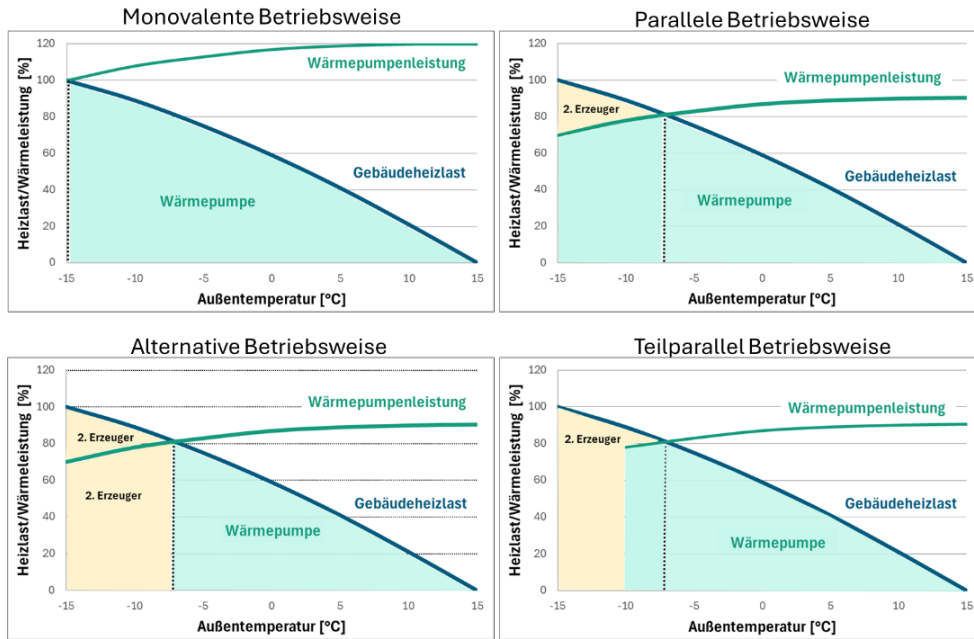 Monovalente Betriebsweise
Heizlast/Wärmeleistung [%]
120
100
80
60
40
20
0
Wärmepumpenleistung
Gebäudeheizlast
Wärmepumpe
-15 -10 -5 0 5 10 15
Außentemperatur [°C]
Parallele Betriebsweise
Heizlast/Wärmeleistung [%]
120
100
80
60
40
20
0
Wärmepumpenleistung
2. Erzeuger
Gebäudeheizlast
Wärmepumpe
-15 -10 -5 0 5 10 15
Außentemperatur [°C]
Alternative Betriebsweise
Heizlast/Wärmeleistung [%]
120
100
80
60
40
20
0
Wärmepumpenleistung
2. Erzeuger
2. Erzeuger
Gebäudeheizlast
Wärmepumpe
-15 -10 -5 0 5 10 15
Außentemperatur [°C]
Teilparallel Betriebsweise
Heizlast/Wärmeleistung [%]
120
100
80
60
40
20
0
Wärmepumpenleistung
2. Erzeuger
Gebäudeheizlast
Wärmepumpe
-15 -10 -5 0 5 10 15
Außentemperatur [°C]